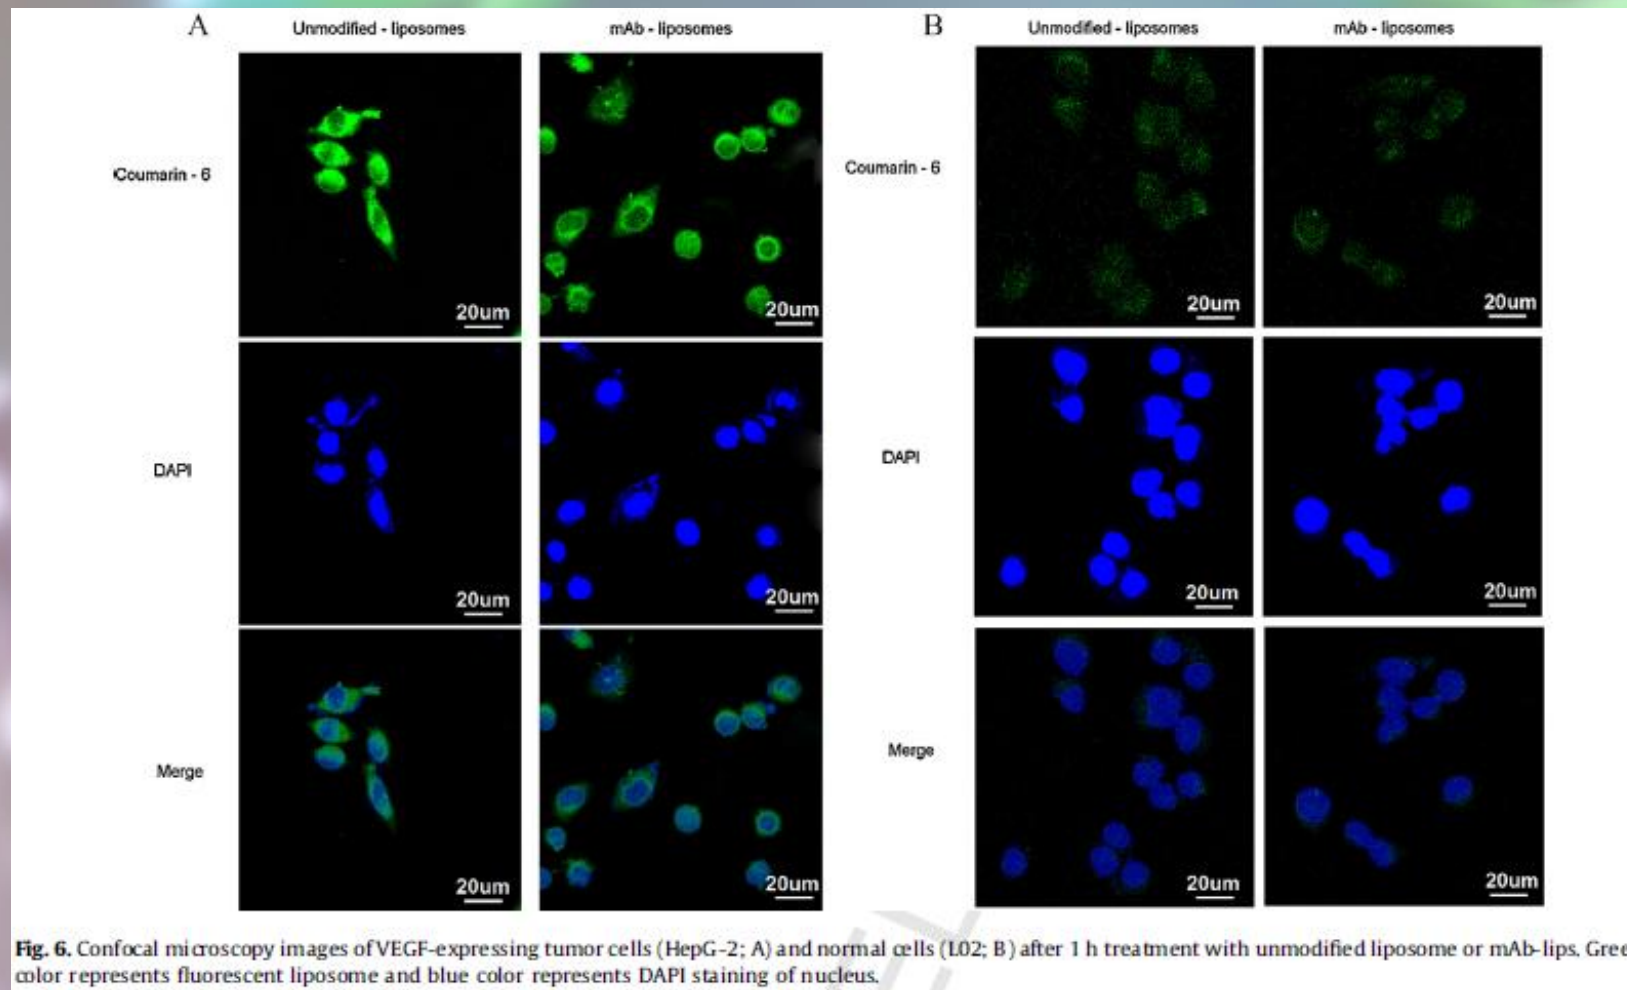 A Unmodified - liposomes mAb - liposomes B Unmodified - liposomes mAb - liposomes
Coumarin - 6
20um 20um
DAPI
20um 20um
Merge
20um 20um
Coumarin - 6
20um 20um
DAPI
20um 20um
Merge
20um 20um
Fig. 6. Confocal microscopy images of VEGF-expressing tumor cells (HepG-2; A) and normal cells (L02; B) after 1 h treatment with unmodified liposome or mAb-lips. Gree
color represents fluorescent liposome and blue color represents DAPI staining of nucleus.